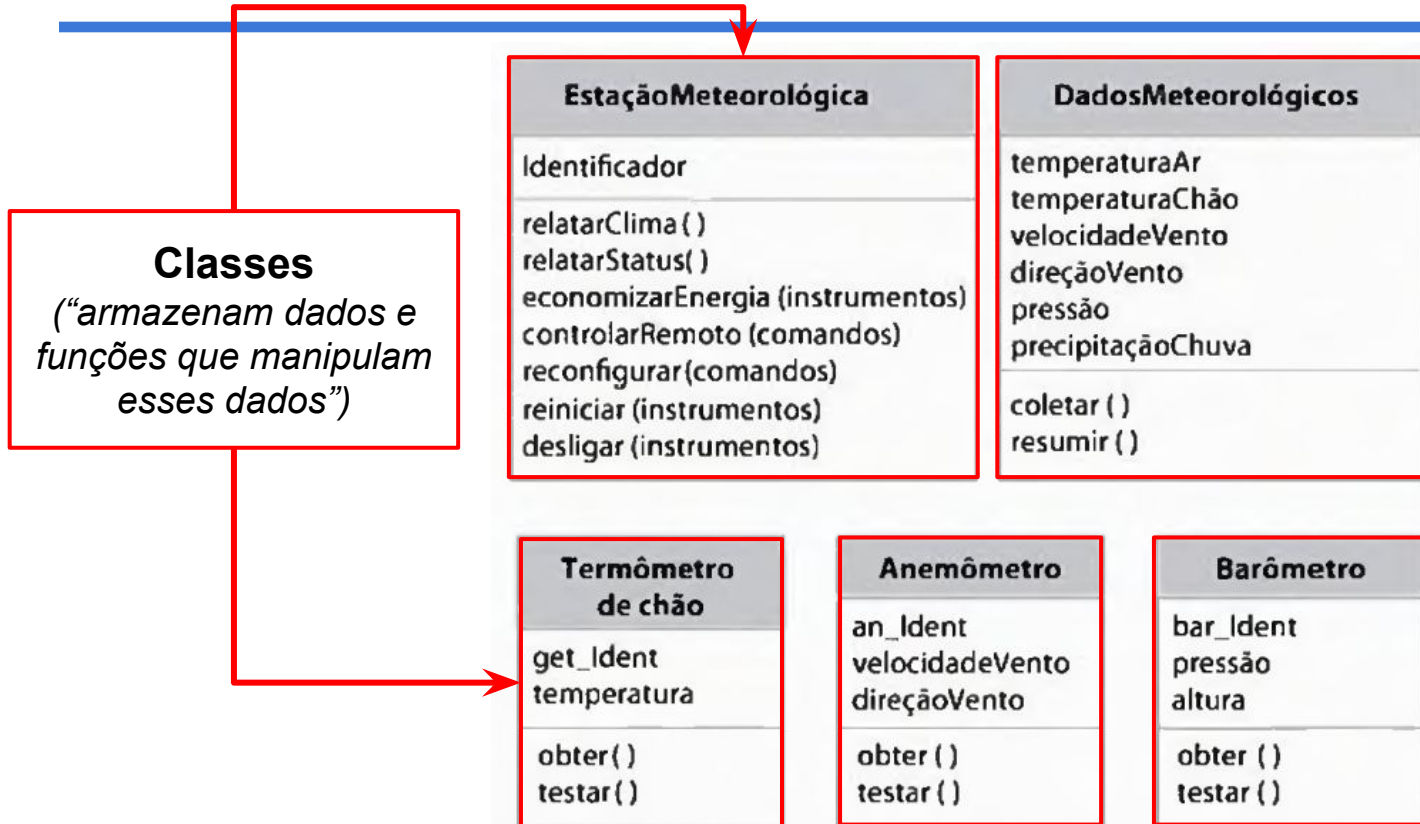 Classes
(“armazenam dados e
funções que manipulam
esses dados”)
EstaçãoMeteorológica
Identificador
relatarClima ( )
relatarStatus( )
economizarEnergia (instrumentos)
controlarRemoto (comandos)
reconfigurar (comandos)
reiniciar (instrumentos)
desligar (instrumentos)
DadosMeteorológicos
temperaturaAr
temperaturaChão
velocidadeVento
direçãoVento
pressão
precipitaçãoChuva
coletar ( )
resumir ( )
Termômetro
de chão
get_Ident
temperatura
obter ( )
testar ( )
Anemômetro
an_Ident
velocidadeVento
direçãoVento
obter ( )
testar ( )
Barômetro
bar_Ident
pressão
altura
obter ( )
testar ( )